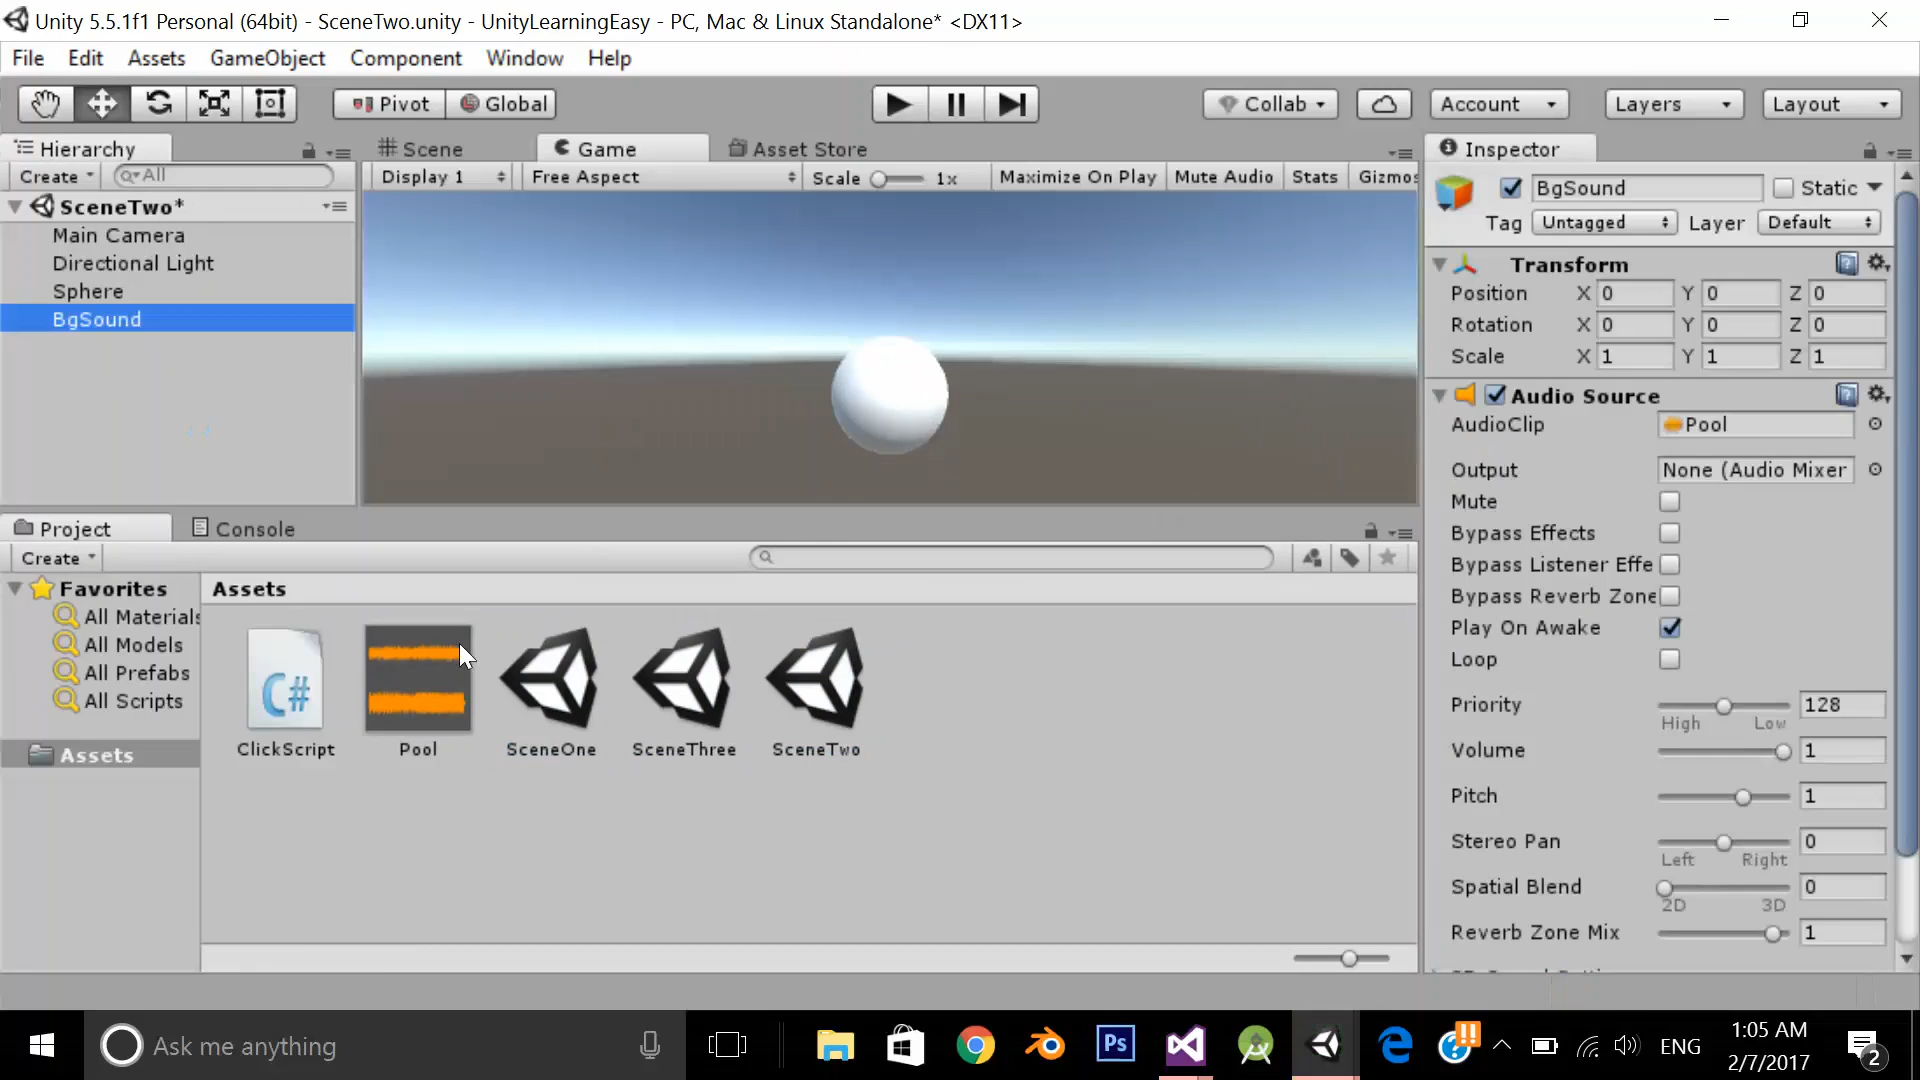 Unity 5.5.1f1 Personal (64bit) - SceneTwo.unity - UnityLearningEasy - PC, Mac & Linux Standalone* <DX11>
File Edit Assets GameObject Component Window Help
Pivot Global Collab Account Layers Layout
Hierarchy
Create All
SceneTwo*
Main Camera
Directional Light
Sphere
BgSound
Scene Game Asset Store
Display 1 Free Aspect Scale 1x Maximize On Play Mute Audio Stats Gizmos
Inspector
BgSound Static
Tag Untagged Layer Default
Transform
Position X 0 Y 0 Z 0
Rotation X 0 Y 0 Z 0
Scale X 1 Y 1 Z 1
Audio Source
AudioClip Pool
Output None (Audio Mixer
Mute
Bypass Effects
Bypass Listener Effe
Bypass Reverb Zone
Play On Awake
Loop
Priority 128
High Low
Volume 1
Pitch 1
Stereo Pan 0
Left Right
Spatial Blend 0
2D 3D
Reverb Zone Mix 1
Project Console
Create
Favorites
All Materials
All Models
All Prefabs
All Scripts
Assets
Assets
C#
ClickScript Pool SceneOne SceneThree SceneTwo
Ask me anything
Ps
ENG
1:05 AM
2/7/2017
2